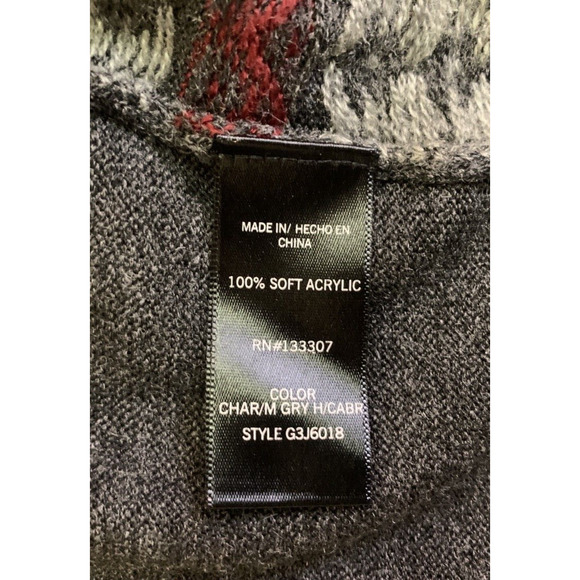 MADE IN/ HECHO EN
CHINA
100% SOFT ACRYLIC
RN#133307
COLOR
CHAR/M GRY H/CABR
STYLE G3J6018